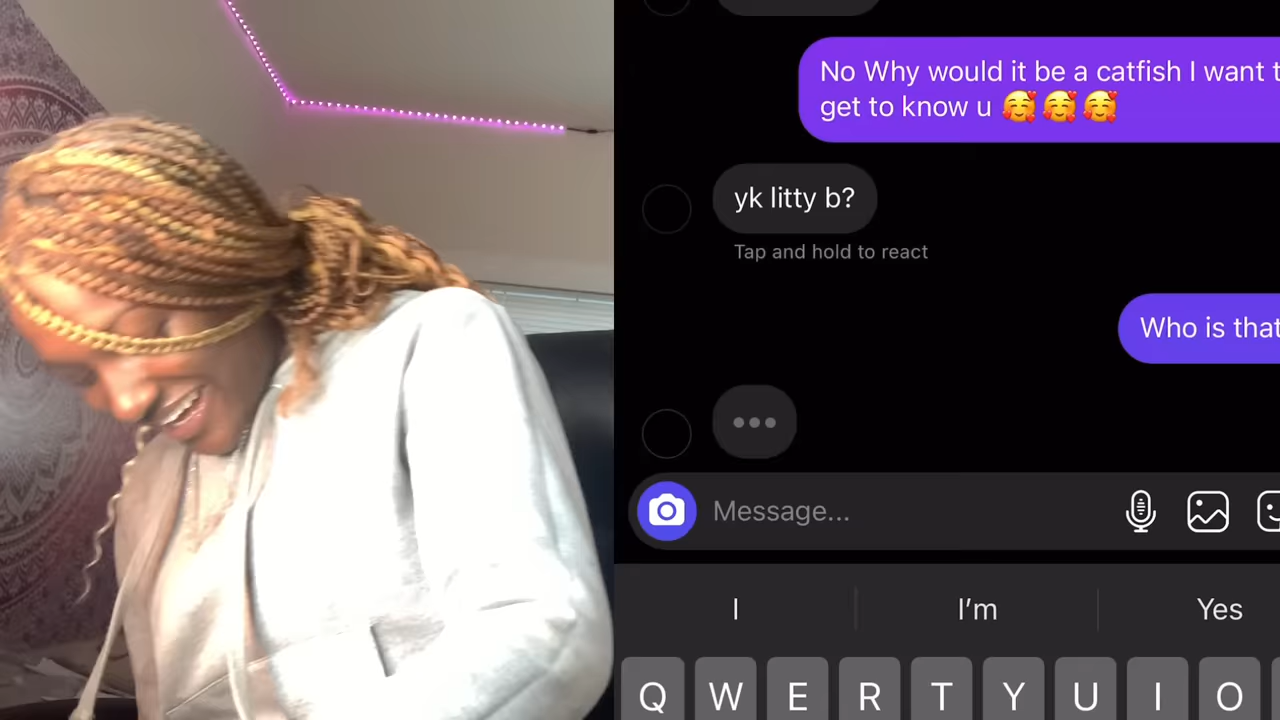 No Why would it be a catfish I want t
get to know u 🥰🥰🥰
yk litty b?
Tap and hold to react
Who is that
Message...
I I’m Yes
Q W E R T Y U I O